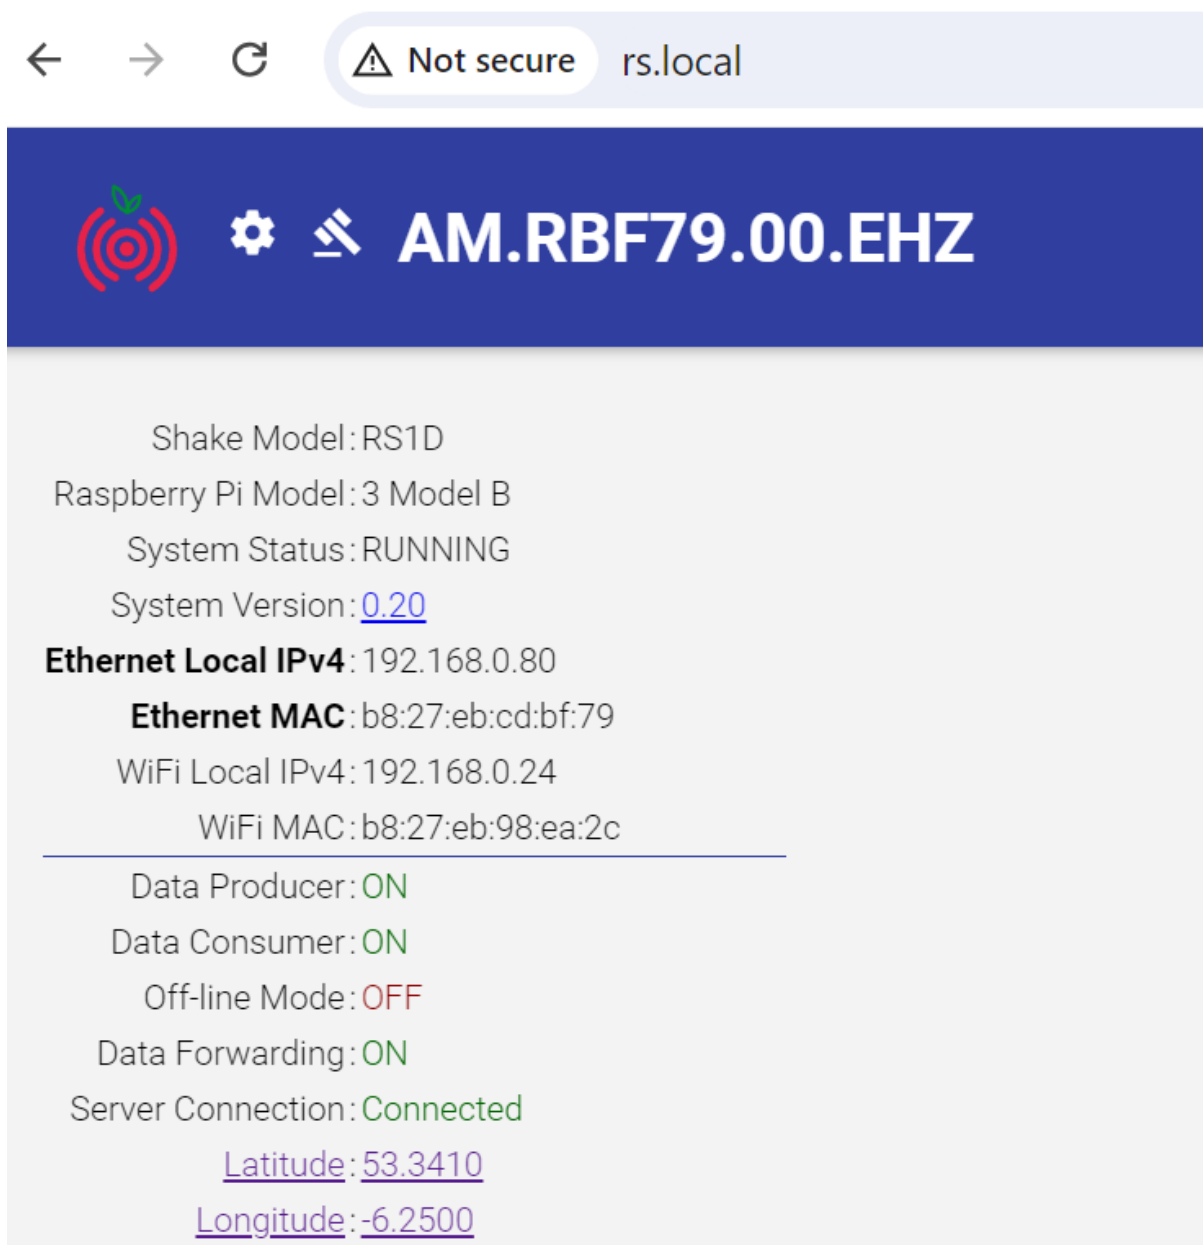 Not secure rs.local
AM.RBF79.00.EHZ
Shake Model: RS1D
Raspberry Pi Model: 3 Model B
System Status: RUNNING
System Version: 0.20
Ethernet Local IPv4: 192.168.0.80
Ethernet MAC: b8:27:eb:cd:bf:79
WiFi Local IPv4: 192.168.0.24
WiFi MAC: b8:27:eb:98:ea:2c
Data Producer: ON
Data Consumer: ON
Off-line Mode: OFF
Data Forwarding: ON
Server Connection: Connected
Latitude: 53.3410
Longitude: -6.2500